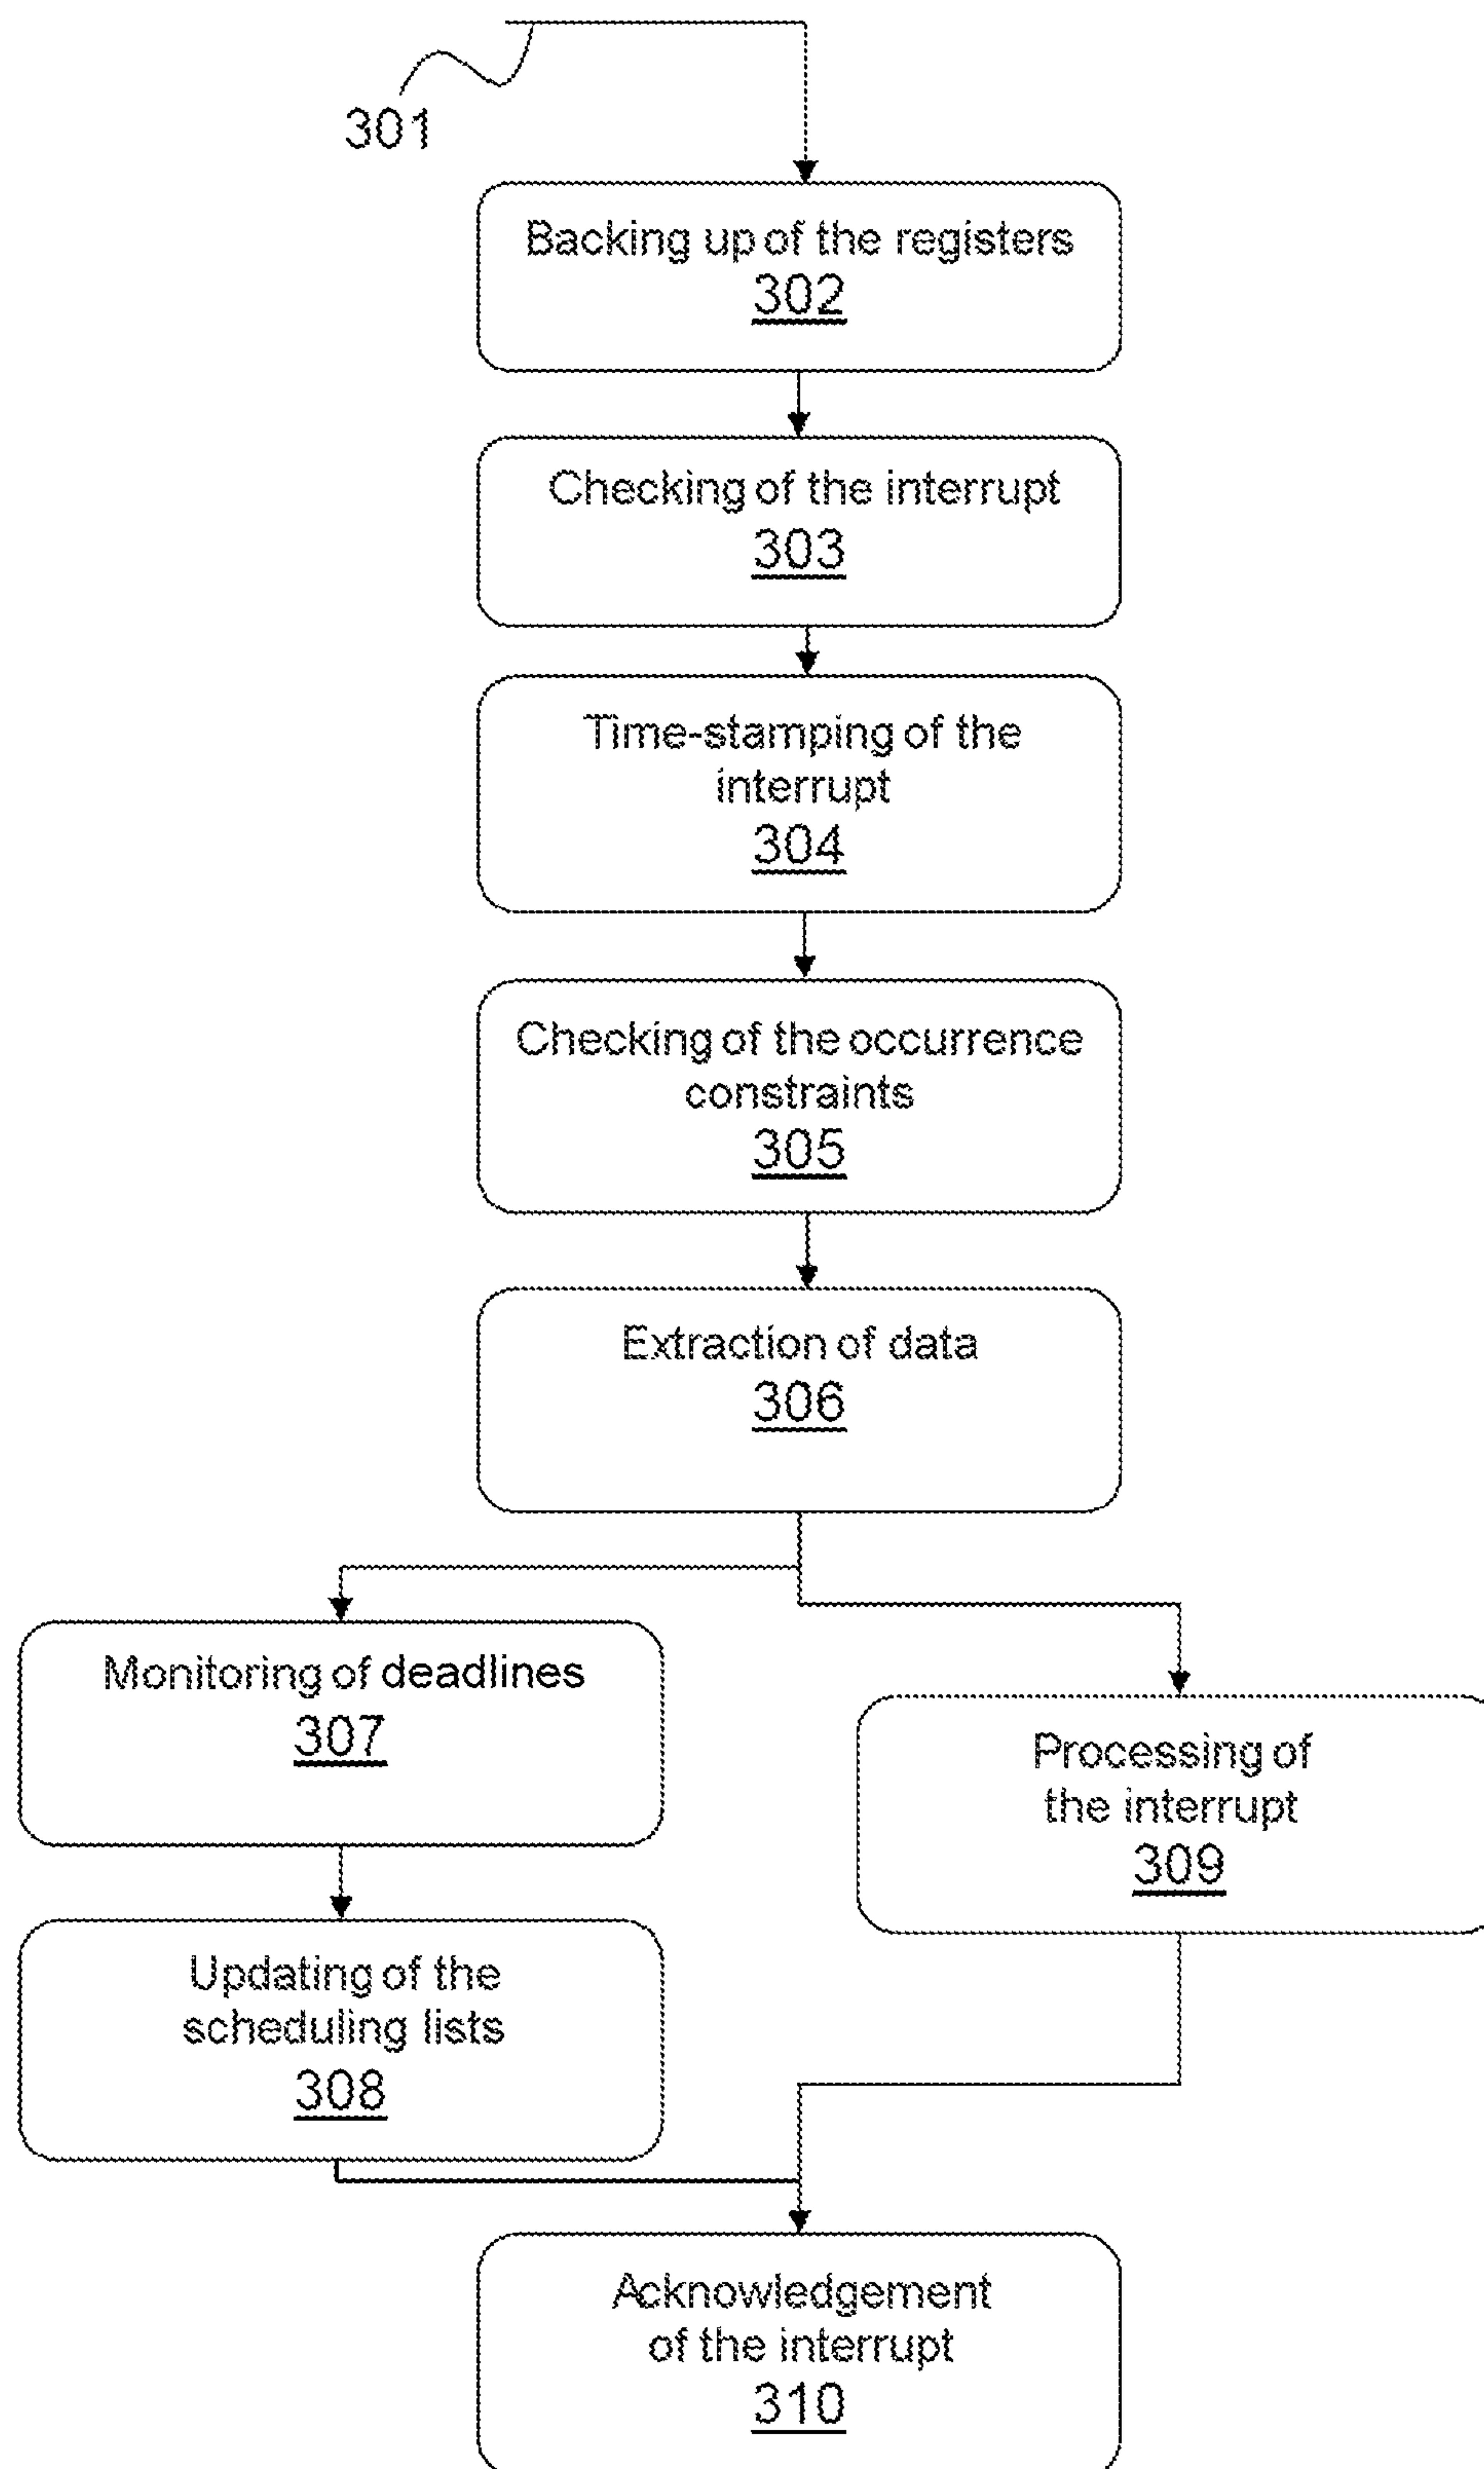 301
Backing up of the registers
302
Checking of the interrupt
303
Time-stamping of the
interrupt
304
Checking of the occurrence
constraints
305
Extraction of data
306
Monitoring of deadlines
307
Processing of
the interrupt
309
Updating of the
scheduling lists
308
Acknowledgement
of the interrupt
310